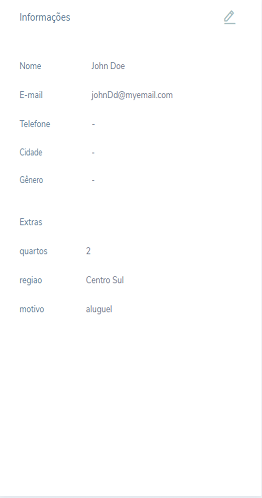 Informações
Nome John Doe
E-mail johnDd@myemail.com
Telefone -
Cidade -
Gênero -
Extras
quartos 2
regiao Centro Sul
motivo aluguel